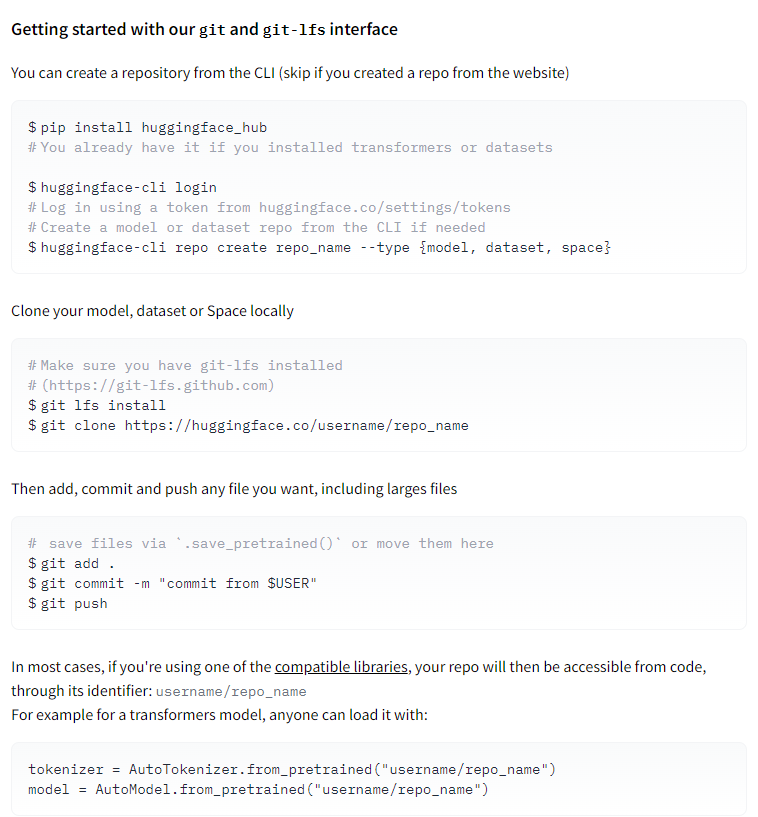 Getting started with our git and git-lfs interface
You can create a repository from the CLI (skip if you created a repo from the website)
$ pip install huggingface_hub
# You already have it if you installed transformers or datasets
$ huggingface-cli login
# Log in using a token from huggingface.co/settings/tokens
# Create a model or dataset repo from the CLI if needed
$ huggingface-cli repo create repo_name --type {model, dataset, space}
Clone your model, dataset or Space locally
# Make sure you have git-lfs installed
# (https://git-lfs.github.com)
$ git lfs install
$ git clone https://huggingface.co/username/repo_name
Then add, commit and push any file you want, including larges files
# save files via `.save_pretrained()` or move them here
$ git add .
$ git commit -m "commit from $USER"
$ git push
In most cases, if you're using one of the compatible libraries, your repo will then be accessible from code,
through its identifier: username/repo_name
For example for a transformers model, anyone can load it with:
tokenizer = AutoTokenizer.from_pretrained("username/repo_name")
model = AutoModel.from_pretrained("username/repo_name")